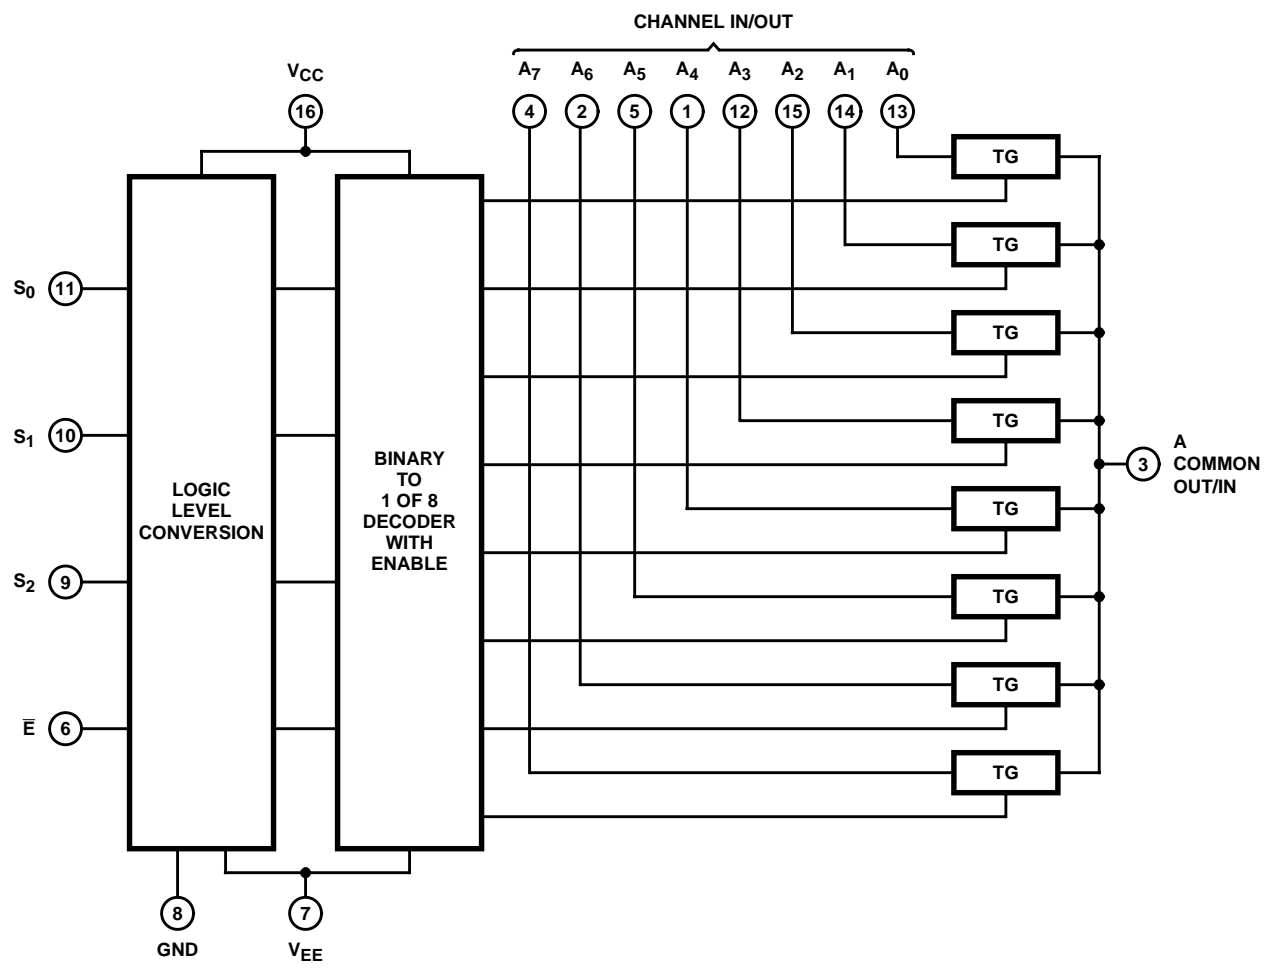 CHANNEL IN/OUT
VCC
A7 A6 A5 A4 A3 A2 A1 A0
16
4 2 5 1 12 15 14 13
TG
TG
S0 11
TG
TG
S1 10
BINARY
TO
1 OF 8
DECODER
WITH
ENABLE
LOGIC
LEVEL
CONVERSION
3
A
COMMON
OUT/IN
TG
S2 9
TG
TG
E̅ 6
TG
8
GND
7
VEE